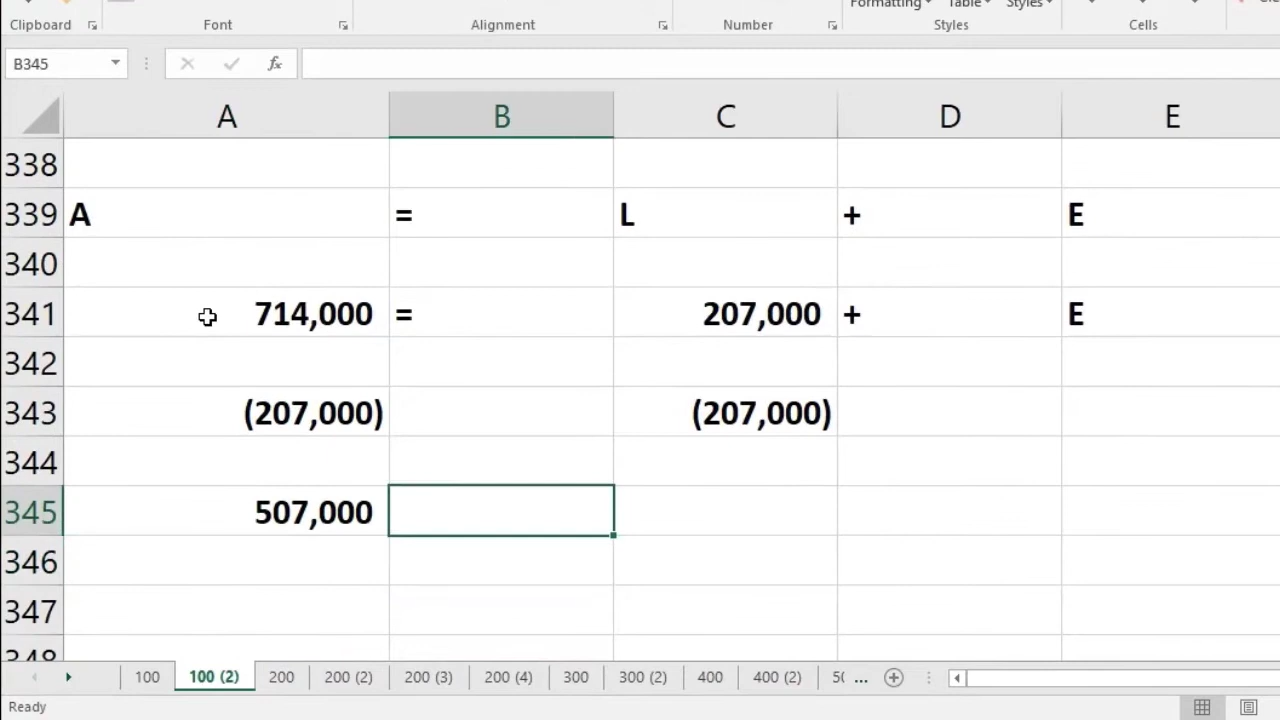 Formatting Table Styles
Clipboard Font Alignment Number Styles Cells
B345 fx
A B C D E
338
339 A = L + E
340
341 714,000 = 207,000 + E
342
343 (207,000) (207,000)
344
345 507,000
346
347
348
100 100 (2) 200 200 (2) 200 (3) 200 (4) 300 300 (2) 400 400 (2) ...
Ready